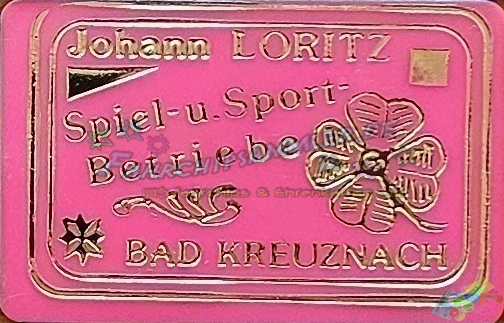 Johann LORITZ
Spiel-u. Sport-
Betriebe
BAD KREUZNACH